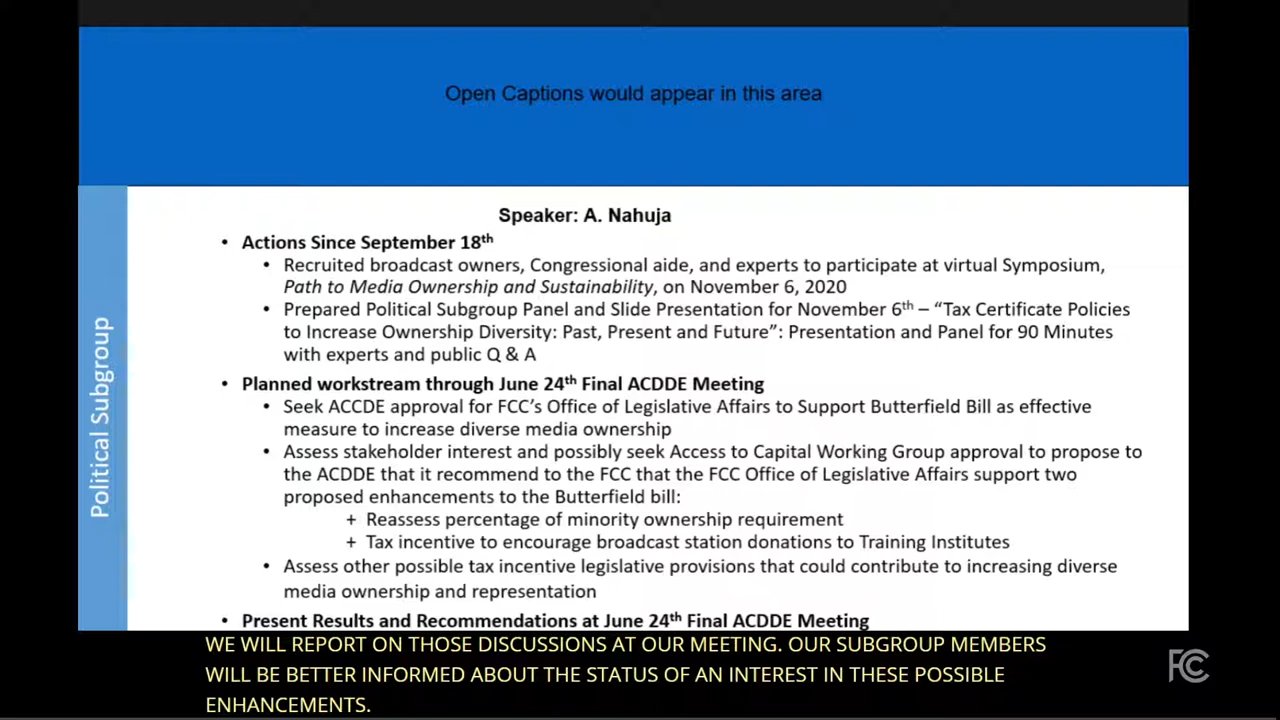 Open Captions would appear in this area
Speaker: A. Nahuja
• Actions Since September 18th
• Recruited broadcast owners, Congressional aide, and experts to participate at virtual Symposium,
Path to Media Ownership and Sustainability, on November 6, 2020
• Prepared Political Subgroup Panel and Slide Presentation for November 6th – “Tax Certificate Policies
to Increase Ownership Diversity: Past, Present and Future”: Presentation and Panel for 90 Minutes
with experts and public Q & A
• Planned workstream through June 24th Final ACDDE Meeting
• Seek ACCDE approval for FCC’s Office of Legislative Affairs to Support Butterfield Bill as effective
measure to increase diverse media ownership
• Assess stakeholder interest and possibly seek Access to Capital Working Group approval to propose to
the ACDDE that it recommend to the FCC that the FCC Office of Legislative Affairs support two
proposed enhancements to the Butterfield bill:
+ Reassess percentage of minority ownership requirement
+ Tax incentive to encourage broadcast station donations to Training Institutes
• Assess other possible tax incentive legislative provisions that could contribute to increasing diverse
media ownership and representation
• Present Results and Recommendations at June 24th Final ACDDE Meeting
Political Subgroup
WE WILL REPORT ON THOSE DISCUSSIONS AT OUR MEETING. OUR SUBGROUP MEMBERS
WILL BE BETTER INFORMED ABOUT THE STATUS OF AN INTEREST IN THESE POSSIBLE
ENHANCEMENTS.
FCC